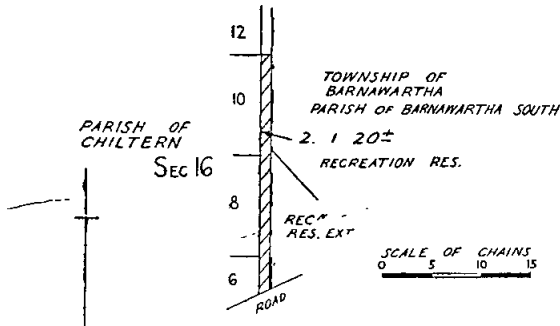 12
10
TOWNSHIP OF
BARNAWARTHA
PARISH OF BARNAWARTHA SOUTH
PARISH OF
CHILTERN
2. 1 20±
SEC 16
RECREATION RES.
8
RECN
RES. EXT
6
ROAD
SCALE OF CHAINS
0 5 10 15